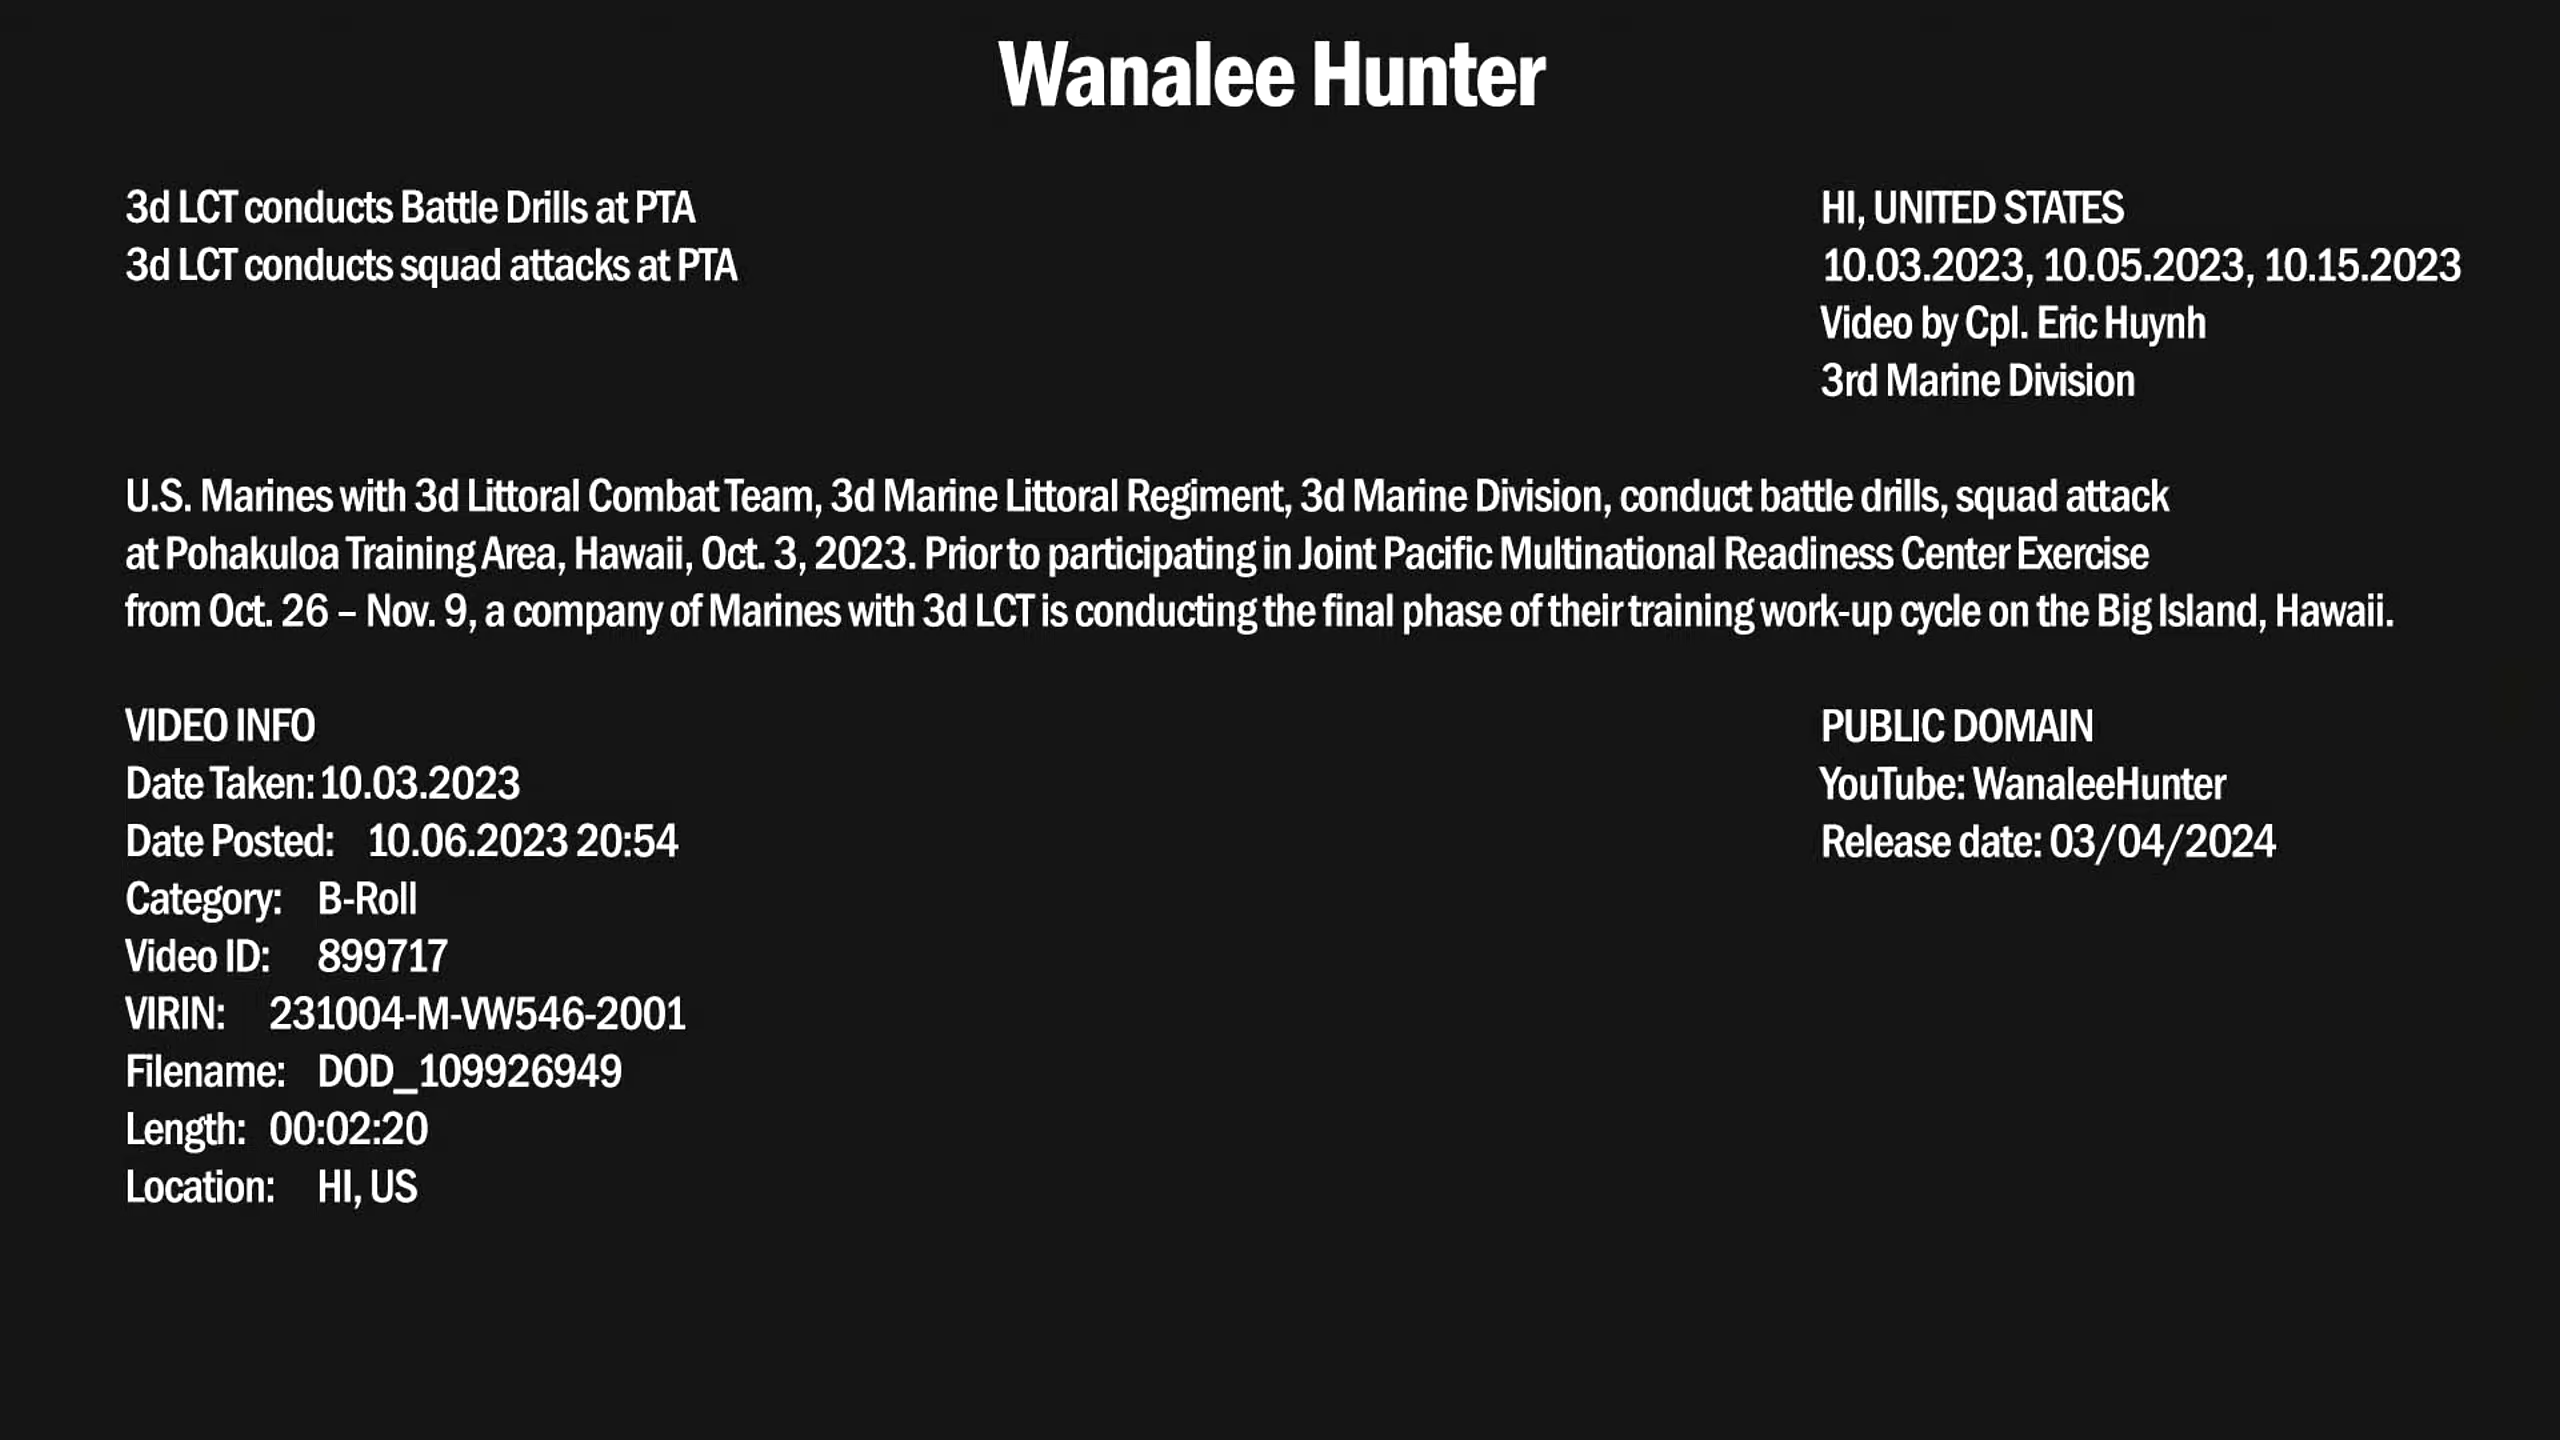 Wanalee Hunter
3d LCT conducts Battle Drills at PTA
3d LCT conducts squad attacks at PTA
HI, UNITED STATES
10.03.2023, 10.05.2023, 10.15.2023
Video by Cpl. Eric Huynh
3rd Marine Division
U.S. Marines with 3d Littoral Combat Team, 3d Marine Littoral Regiment, 3d Marine Division, conduct battle drills, squad attack
at Pohakuloa Training Area, Hawaii, Oct. 3, 2023. Prior to participating in Joint Pacific Multinational Readiness Center Exercise
from Oct. 26 – Nov. 9, a company of Marines with 3d LCT is conducting the final phase of their training work-up cycle on the Big Island, Hawaii.
VIDEO INFO
Date Taken: 10.03.2023
Date Posted: 10.06.2023 20:54
Category: B-Roll
Video ID: 899717
VIRIN: 231004-M-VW546-2001
Filename: DOD_109926949
Length: 00:02:20
Location: HI, US
PUBLIC DOMAIN
YouTube: WanaleeHunter
Release date: 03/04/2024